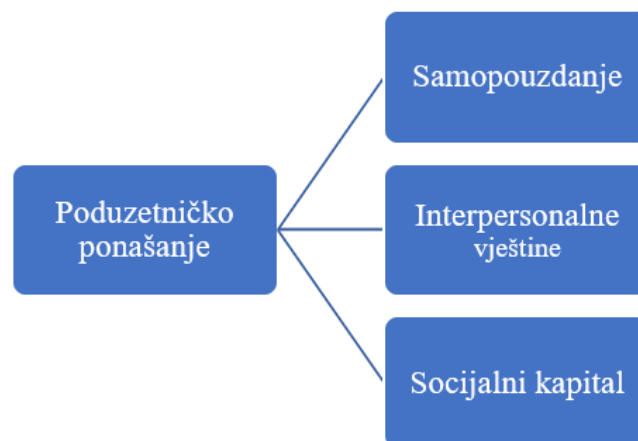 Poduzetničko
ponašanje
Samopouzdanje
Interpersonalne
vještine
Socijalni kapital